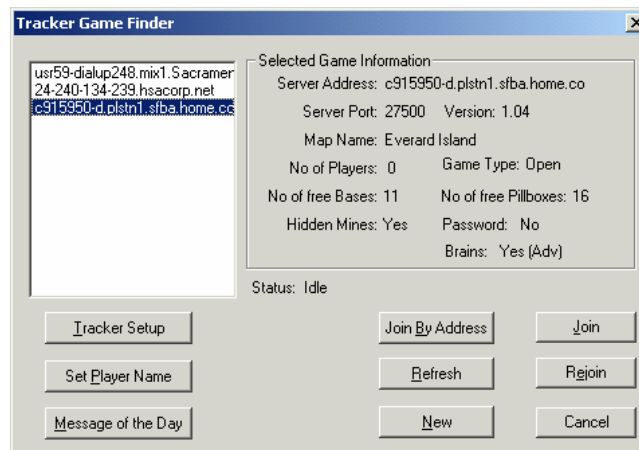 Tracker Game Finder
usr59-dialup248.mix1.Sacramer
24-240-134-239.hsacorp.net
c915950-d.plstn1.sfba.home.cc
Selected Game Information
Server Address: c915950-d.plstn1.sfba.home.co
Server Port: 27500 Version: 1.04
Map Name: Everard Island
No of Players: 0 Game Type: Open
No of free Bases: 11 No of free Pillboxes: 16
Hidden Mines: Yes Password: No
Brains: Yes (Adv)
Status: Idle
Tracker Setup Join By Address Join
Set Player Name Refresh Rejoin
Message of the Day New Cancel